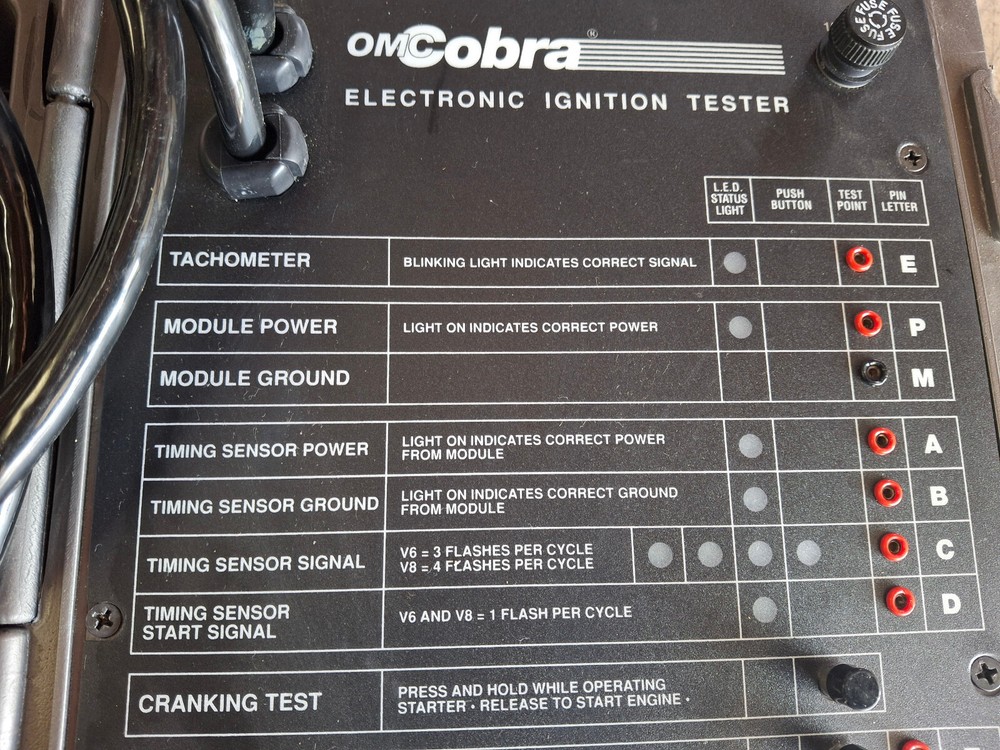 OMC Cobra®
ELECTRONIC IGNITION TESTER
FUSE FUSE FUSE
L.E.D. STATUS LIGHT
PUSH BUTTON
TEST POINT
PIN LETTER
TACHOMETER
BLINKING LIGHT INDICATES CORRECT SIGNAL
E
MODULE POWER
LIGHT ON INDICATES CORRECT POWER
P
MODULE GROUND
M
TIMING SENSOR POWER
LIGHT ON INDICATES CORRECT POWER
FROM MODULE
A
TIMING SENSOR GROUND
LIGHT ON INDICATES CORRECT GROUND
FROM MODULE
B
TIMING SENSOR SIGNAL
V6 = 3 FLASHES PER CYCLE
V8 = 4 FLASHES PER CYCLE
C
TIMING SENSOR
START SIGNAL
V6 AND V8 = 1 FLASH PER CYCLE
D
CRANKING TEST
PRESS AND HOLD WHILE OPERATING
STARTER • RELEASE TO START ENGINE •